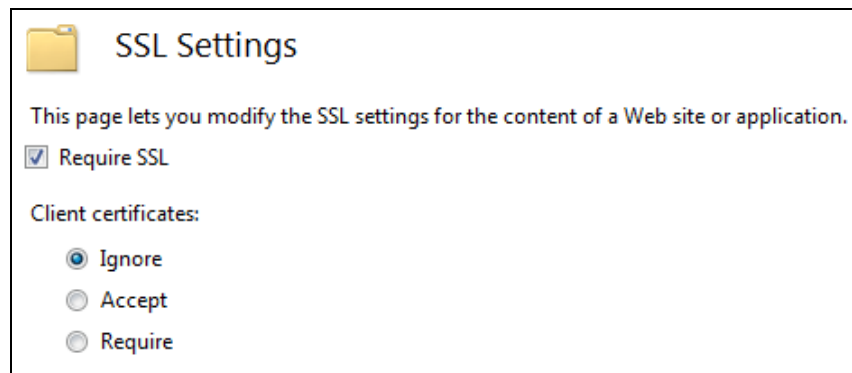 SSL Settings
This page lets you modify the SSL settings for the content of a Web site or application.
Require SSL
Client certificates:
Ignore
Accept
Require